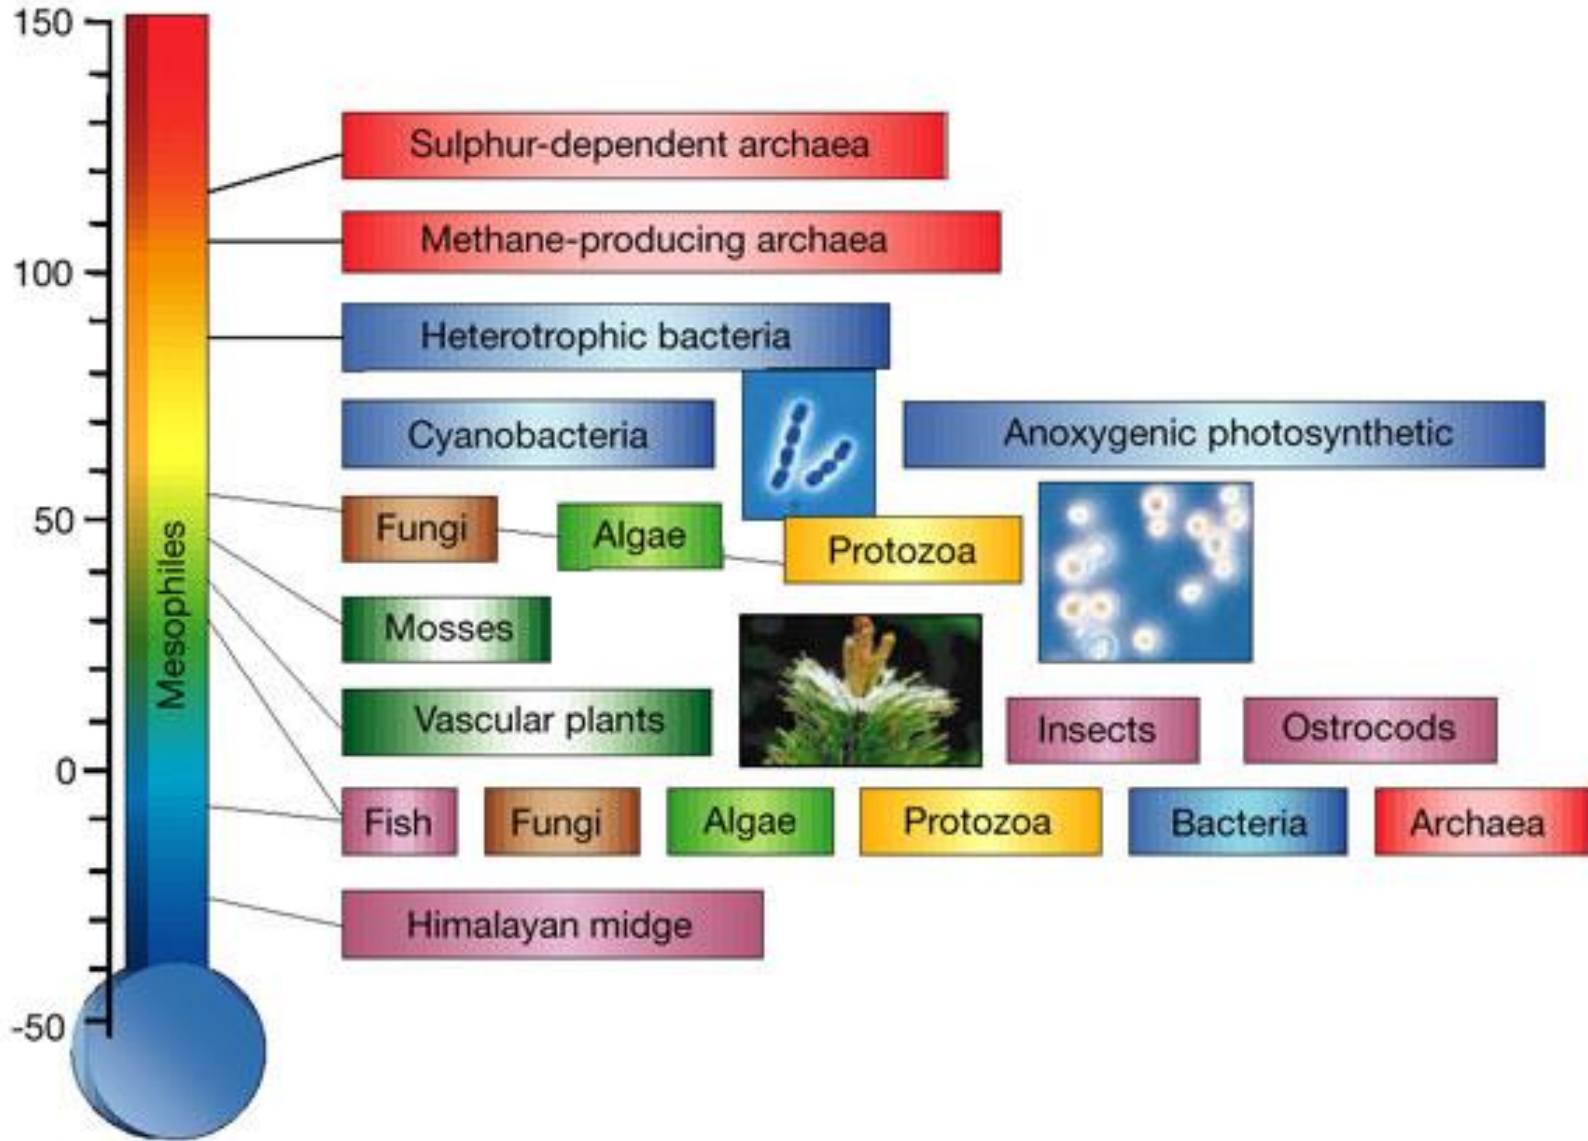 150
Sulphur-dependent archaea
Methane-producing archaea
100
Heterotrophic bacteria
Cyanobacteria
Anoxygenic photosynthetic
50
Fungi
Algae
Protozoa
Mesophiles
Mosses
Vascular plants
Insects
Ostrocods
0
Fish
Fungi
Algae
Protozoa
Bacteria
Archaea
Himalayan midge
-50